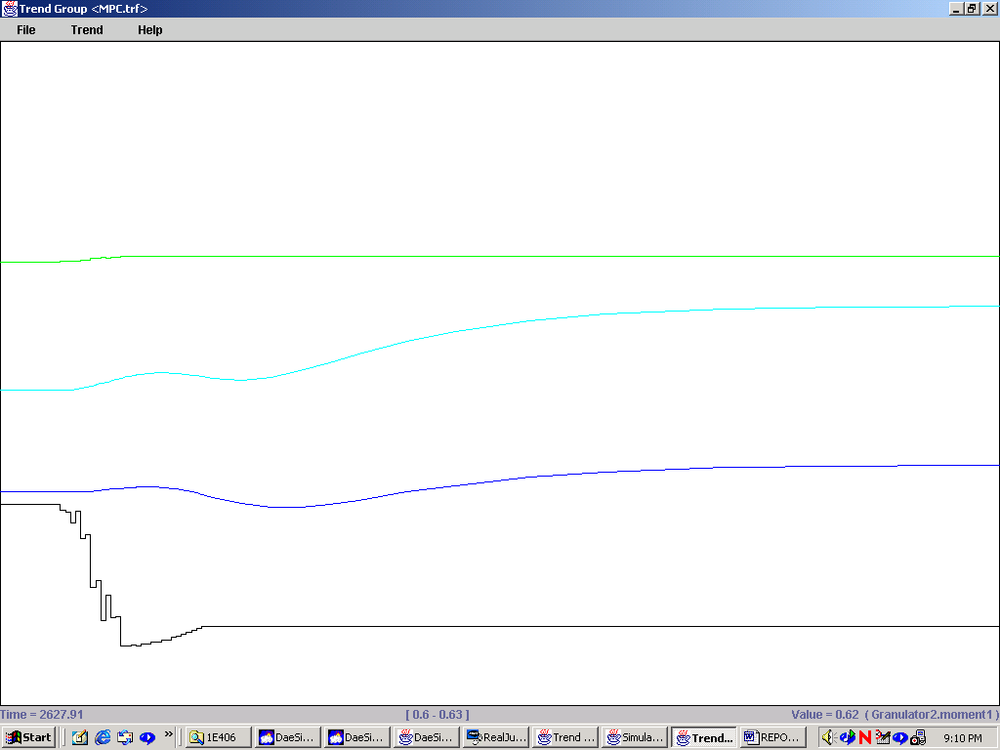 Trend Group <MPC.trf>
File Trend Help
Time = 2627.91 [ 0.6 - 0.63 ] Value = 0.62 ( Granulator2.moment1 )
Start » 1E406 DaeSi... DaeSi... DaeSi... RealJu... Trend ... Simula... Trend... REPO... N 9:10 PM